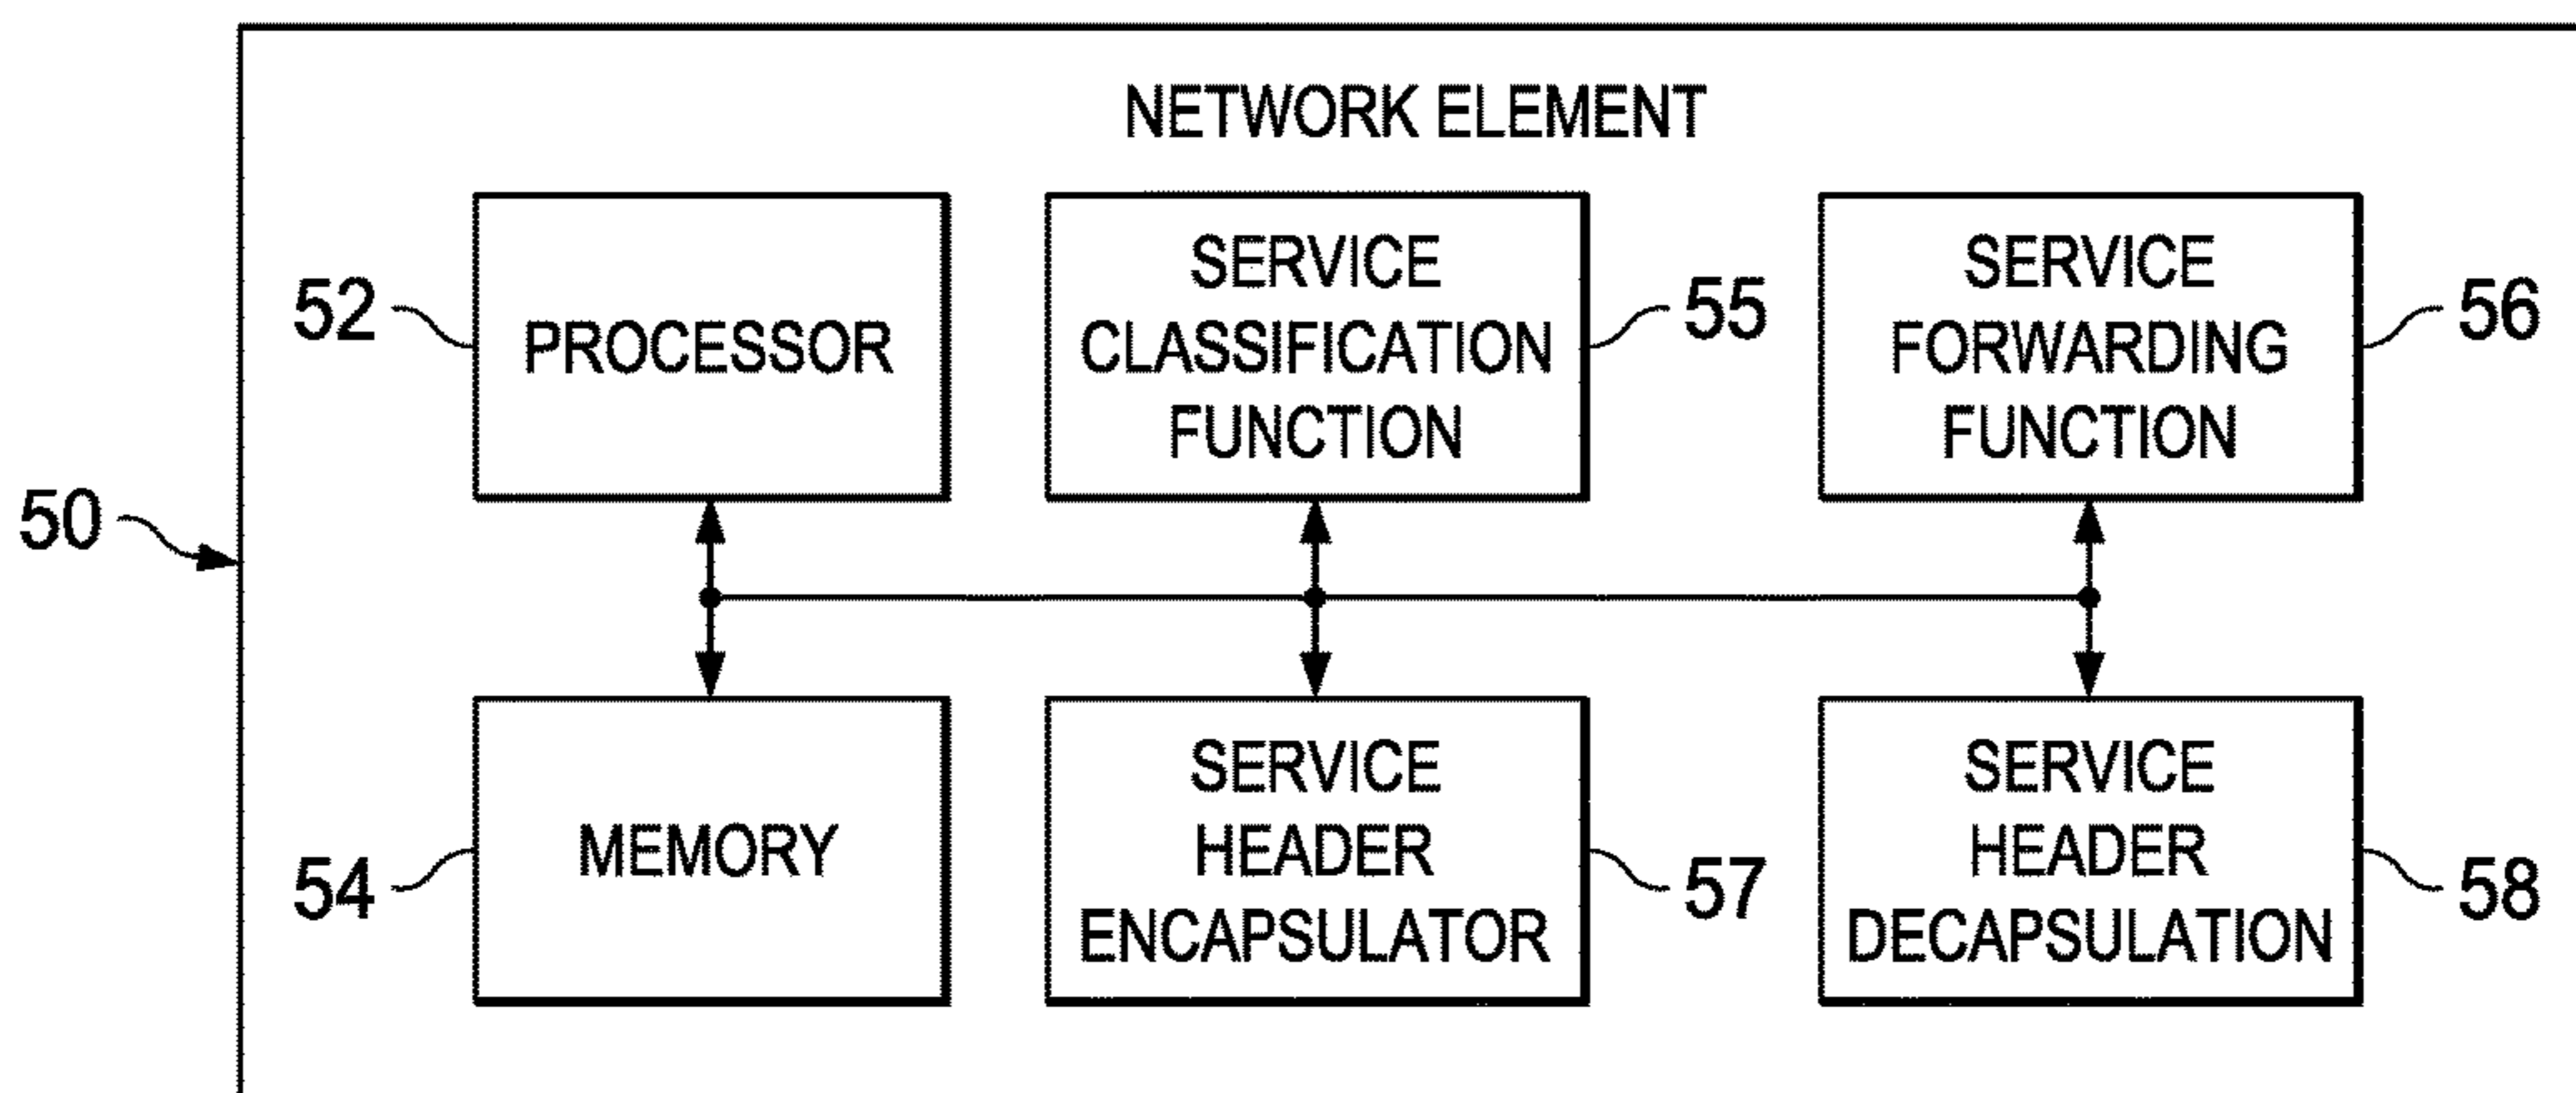 NETWORK ELEMENT
52
PROCESSOR
SERVICE
CLASSIFICATION
FUNCTION
55
SERVICE
FORWARDING
FUNCTION
56
50
54
MEMORY
SERVICE
HEADER
ENCAPSULATOR
57
SERVICE
HEADER
DECAPSULATION
58